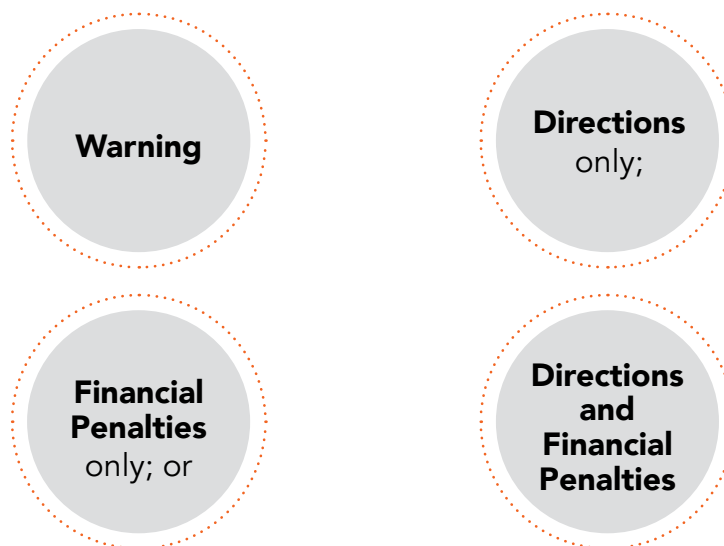 Warning
Directions
only;
Financial
Penalties
only; or
Directions
and
Financial
Penalties